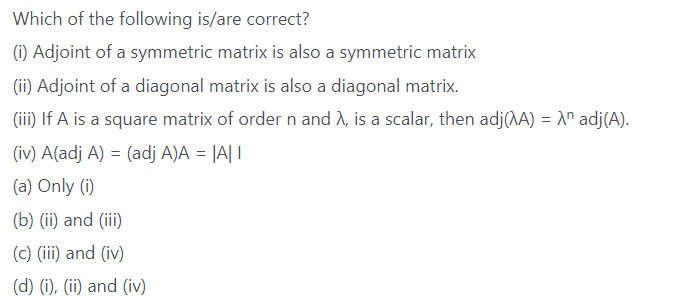 Which of the following is/are correct?
(i) Adjoint of a symmetric matrix is also a symmetric matrix
(ii) Adjoint of a diagonal matrix is also a diagonal matrix.
(iii) If A is a square matrix of order n and λ, is a scalar, then adj(λA) = λⁿ adj(A).
(iv) A(adj A) = (adj A)A = |A| I
(a) Only (i)
(b) (ii) and (iii)
(c) (iii) and (iv)
(d) (i), (ii) and (iv)